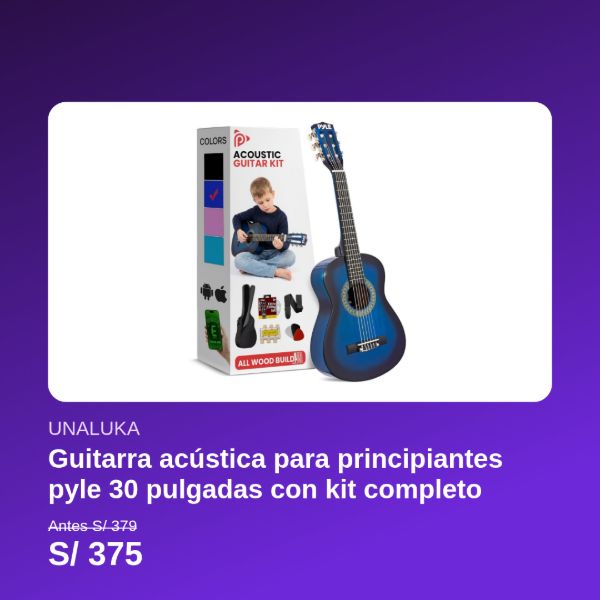 COLORS
ACOUSTIC
GUITAR KIT
ALL WOOD BUILD
PYLE
UNALUKA
Guitarra acústica para principiantes
pyle 30 pulgadas con kit completo
Antes S/ 379
S/ 375